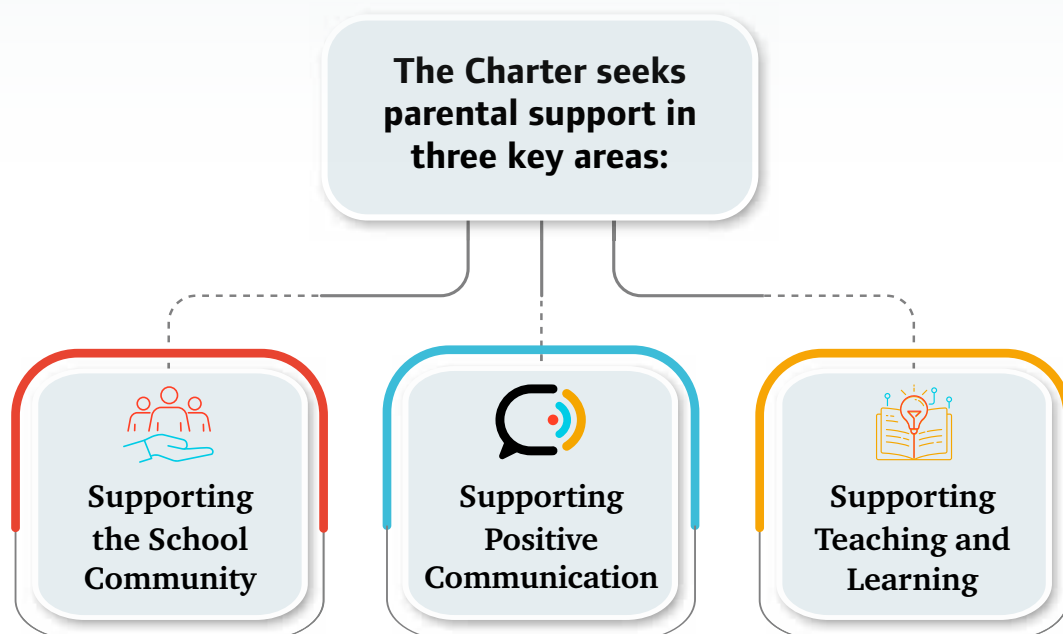 The Charter seeks
parental support in
three key areas:
Supporting
the School
Community
Supporting
Positive
Communication
Supporting
Teaching and
Learning